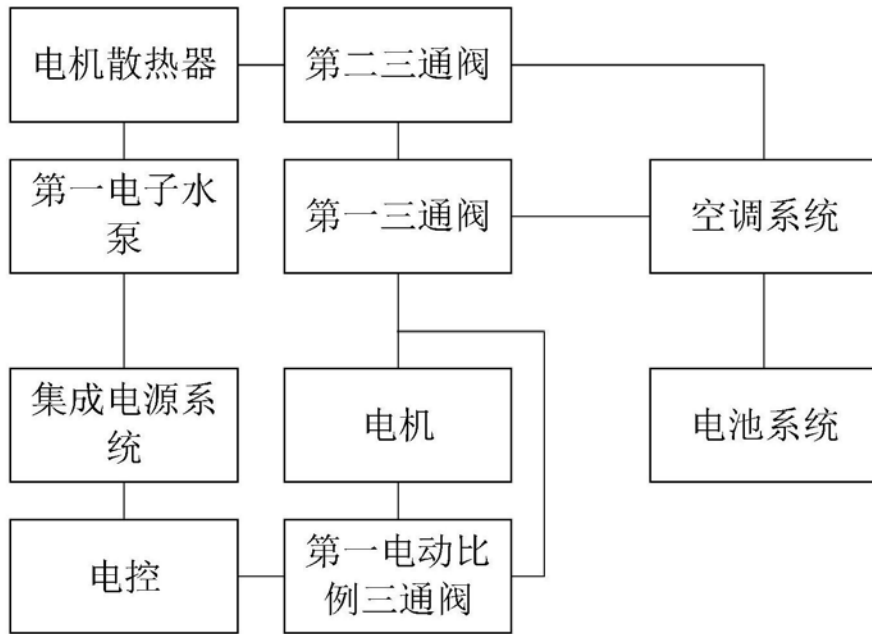 电机散热器
第二三通阀
第一电子水
泵
第一三通阀
空调系统
集成电源系
统
电机
电池系统
电控
第一电动比
例三通阀